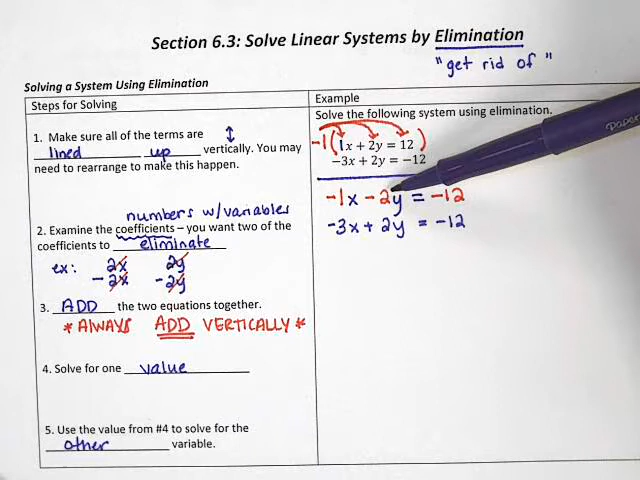 Section 6.3: Solve Linear Systems by Elimination
"get rid of"
Solving a System Using Elimination
Steps for Solving
Example
Solve the following system using elimination.
1. Make sure all of the terms are
lined up vertically. You may
need to rearrange to make this happen.
-1(1x + 2y = 12)
−3x + 2y = −12
-1x - 2y = -12
-3x + 2y = -12
numbers w/variables
2. Examine the coefficients – you want two of the
coefficients to eliminate
ex: 2x 2y
-2x -2y
3. ADD the two equations together.
* ALWAYS ADD VERTICALLY *
4. Solve for one value
5. Use the value from #4 to solve for the
other variable.
Paper